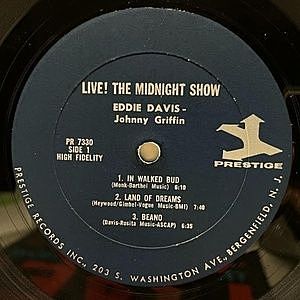 LIVE! THE MIDNIGHT SHOW
EDDIE DAVIS -
Johnny Griffin
PR 7330
SIDE 1
HIGH FIDELITY
PRESTIGE
1. IN WALKED BUD
(Monk-Barthel Music) 6:10
2. LAND OF DREAMS
(Heywood/Gimbel-Vogue Music-BMI) 7:40
3. BEANO
(Davis-Rosita Music-ASCAP) 6:35
PRESTIGE RECORDS INC., 203 S. WASHINGTON AVE., BERGENFIELD, N. J.